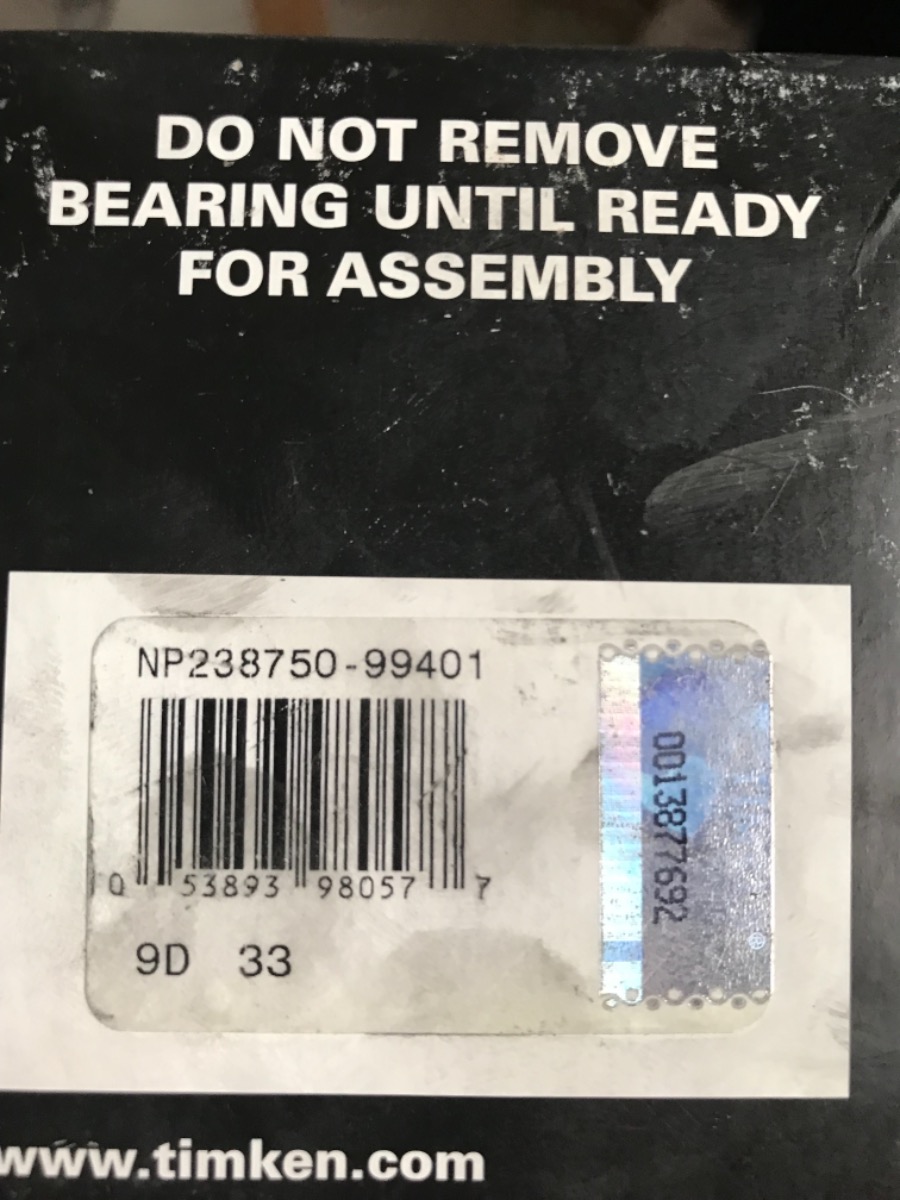 DO NOT REMOVE
BEARING UNTIL READY
FOR ASSEMBLY
NP238750-99401
0 53893 98057 7
9D 33
0013877692
®
www.timken.com